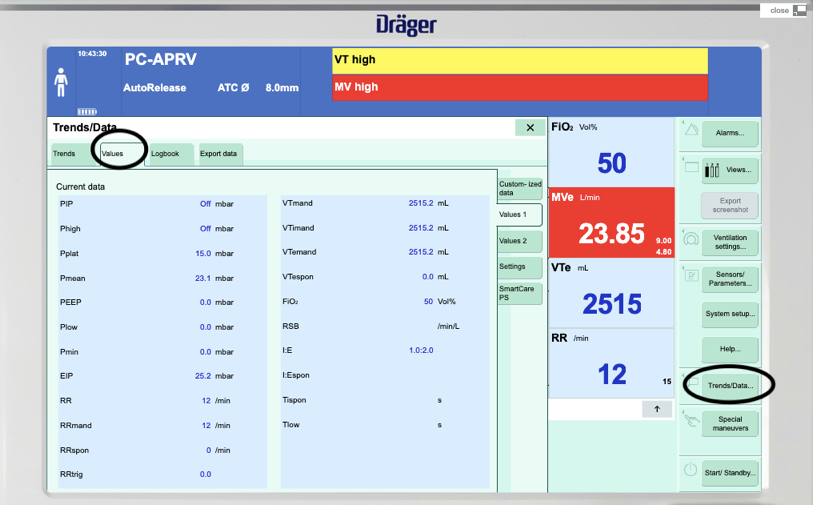 close
Dräger
10:43:30
PC-APRV
AutoRelease ATC Ø 8.0mm
VT high
MV high
Trends/Data
Trends
Values
Logbook
Export data
Current data
PIP Off mbar
Phigh Off mbar
Pplat 15.0 mbar
Pmean 23.1 mbar
PEEP 0.0 mbar
Plow 0.0 mbar
Pmin 0.0 mbar
EIP 25.2 mbar
RR 12 /min
RRmand 12 /min
RRspon 0 /min
RRtrig 0.0
VTmand 2515.2 mL
VTimand 2515.2 mL
VTemand 2515.2 mL
VTespon 0.0 mL
FiO₂ 50 Vol%
RSB /min/L
I:E 1.0:2.0
I:Espon
Tispon s
Tlow s
Custom- ized
data
Values 1
Values 2
Settings
SmartCare
PS
FiO₂ Vol%
50
MVe L/min
23.85
9.00
4.80
VTe mL
2515
RR /min
12
15
Alarms...
Views...
Export
screenshot
Ventilation
settings...
Sensors/
Parameters...
System setup...
Help...
Trends/Data...
Special
maneuvers
Start/ Standby...